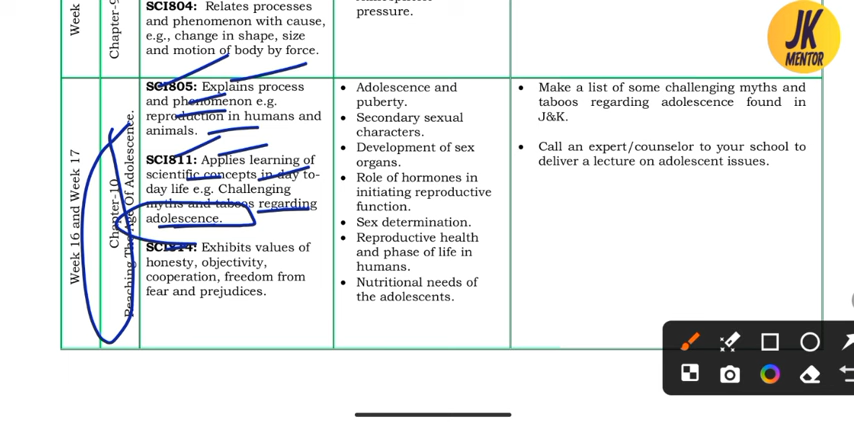 Week
Chapter-9
SCI804: Relates processes
and phenomenon with cause,
e.g., change in shape, size
and motion of body by force.
pressure.
JK
MENTOR
Week 16 and Week 17
Chapter-10
Reaching The Age Of Adolescence.
SCI805: Explains process
and phenomenon e.g.
reproduction in humans and
animals.
SCI811: Applies learning of
scientific concepts in day to-
day life e.g. Challenging
myths and taboos regarding
adolescence.
SCI814: Exhibits values of
honesty, objectivity,
cooperation, freedom from
fear and prejudices.
• Adolescence and
puberty.
• Secondary sexual
characters.
• Development of sex
organs.
• Role of hormones in
initiating reproductive
function.
• Sex determination.
• Reproductive health
and phase of life in
humans.
• Nutritional needs of
the adolescents.
• Make a list of some challenging myths and
taboos regarding adolescence found in
J&K.
• Call an expert/counselor to your school to
deliver a lecture on adolescent issues.